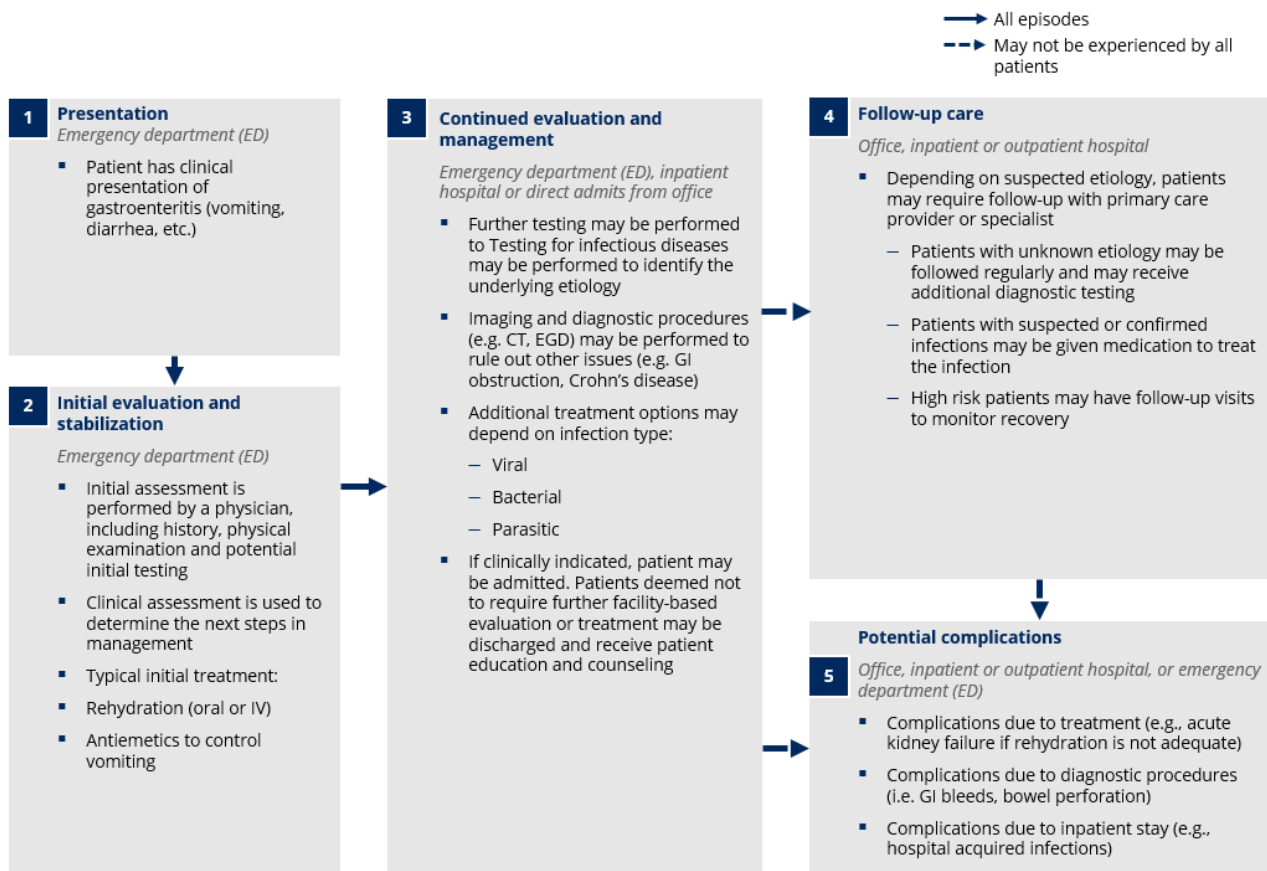 All episodes
May not be experienced by all
patients
1
Presentation
Emergency department (ED)
▪ Patient has clinical
presentation of
gastroenteritis (vomiting,
diarrhea, etc.)
2
Initial evaluation and
stabilization
Emergency department (ED)
▪ Initial assessment is
performed by a physician,
including history, physical
examination and potential
initial testing
▪ Clinical assessment is used to
determine the next steps in
management
▪ Typical initial treatment:
▪ Rehydration (oral or IV)
▪ Antiemetics to control
vomiting
3
Continued evaluation and
management
Emergency department (ED), inpatient
hospital or direct admits from office
▪ Further testing may be performed
to Testing for infectious diseases
may be performed to identify the
underlying etiology
▪ Imaging and diagnostic procedures
(e.g. CT, EGD) may be performed to
rule out other issues (e.g. GI
obstruction, Crohn's disease)
▪ Additional treatment options may
depend on infection type:
– Viral
– Bacterial
– Parasitic
▪ If clinically indicated, patient may
be admitted. Patients deemed not
to require further facility-based
evaluation or treatment may be
discharged and receive patient
education and counseling
4
Follow-up care
Office, inpatient or outpatient hospital
▪ Depending on suspected etiology, patients
may require follow-up with primary care
provider or specialist
– Patients with unknown etiology may be
followed regularly and may receive
additional diagnostic testing
– Patients with suspected or confirmed
infections may be given medication to treat
the infection
– High risk patients may have follow-up visits
to monitor recovery
5
Potential complications
Office, inpatient or outpatient hospital, or emergency
department (ED)
▪ Complications due to treatment (e.g., acute
kidney failure if rehydration is not adequate)
▪ Complications due to diagnostic procedures
(i.e. GI bleeds, bowel perforation)
▪ Complications due to inpatient stay (e.g.,
hospital acquired infections)